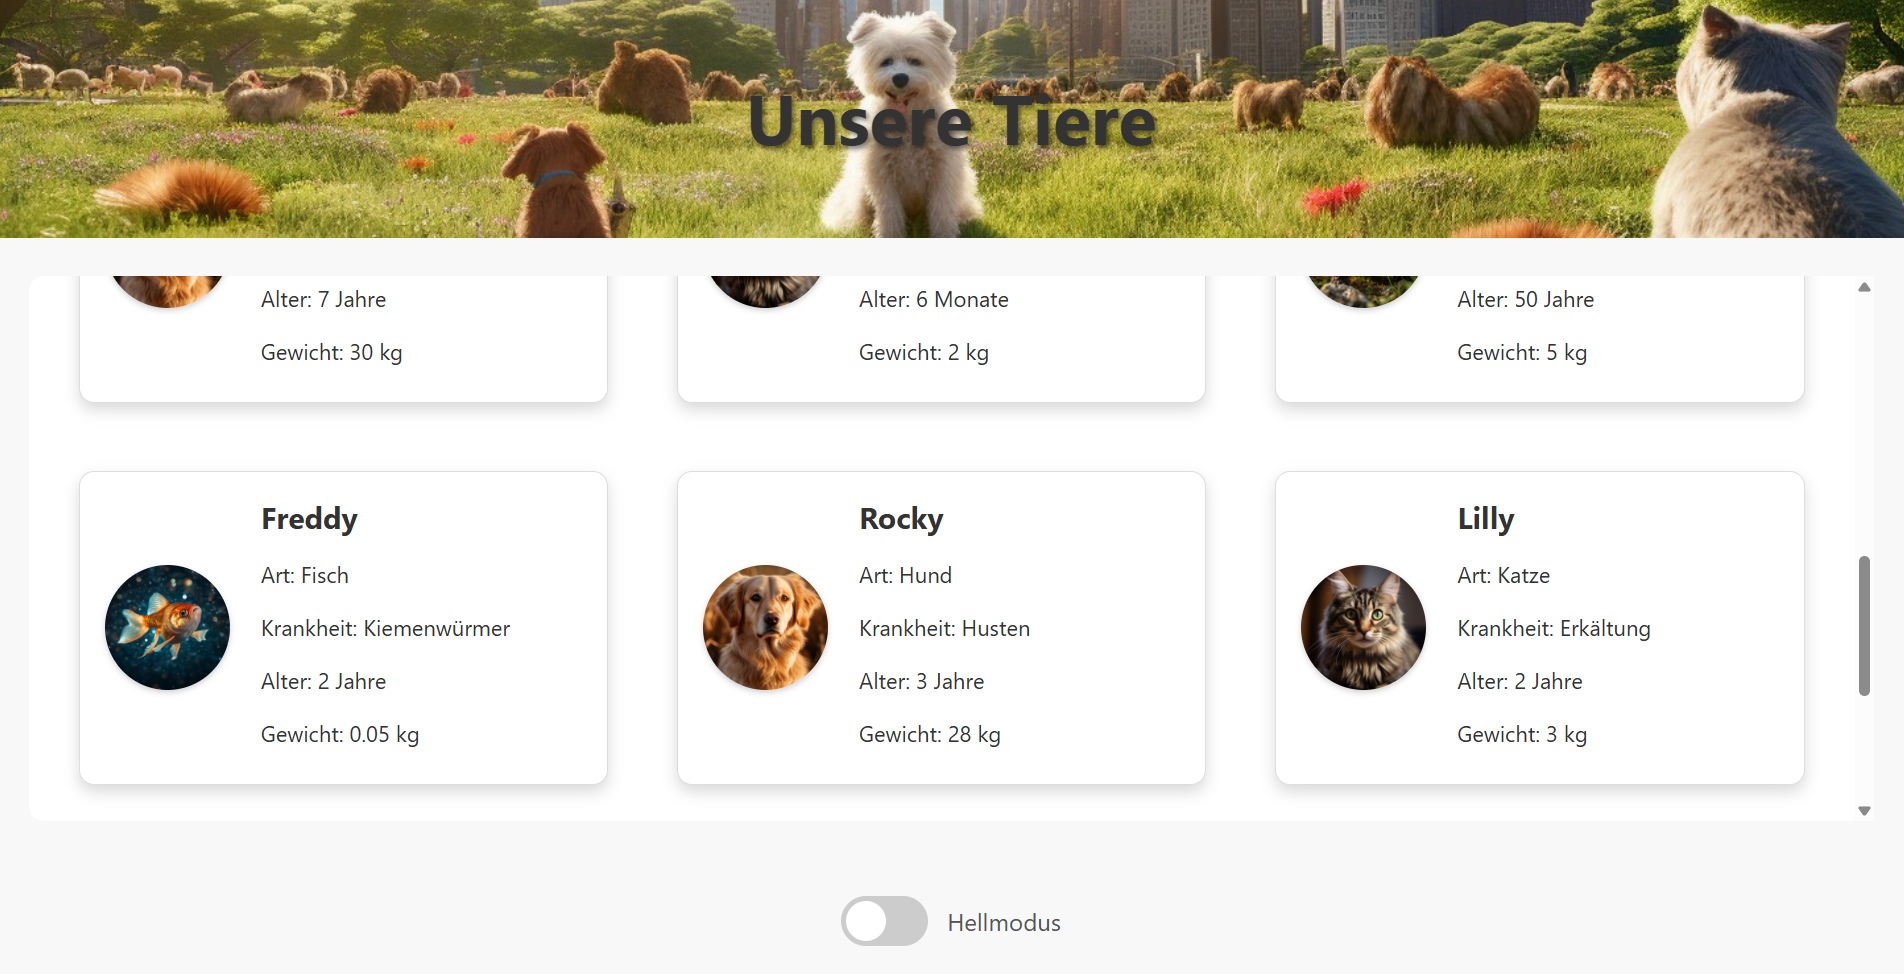 Unsere Tiere
Alter: 7 Jahre
Gewicht: 30 kg
Alter: 6 Monate
Gewicht: 2 kg
Alter: 50 Jahre
Gewicht: 5 kg
Freddy
Art: Fisch
Krankheit: Kiemenwürmer
Alter: 2 Jahre
Gewicht: 0.05 kg
Rocky
Art: Hund
Krankheit: Husten
Alter: 3 Jahre
Gewicht: 28 kg
Lilly
Art: Katze
Krankheit: Erkältung
Alter: 2 Jahre
Gewicht: 3 kg
Hellmodus